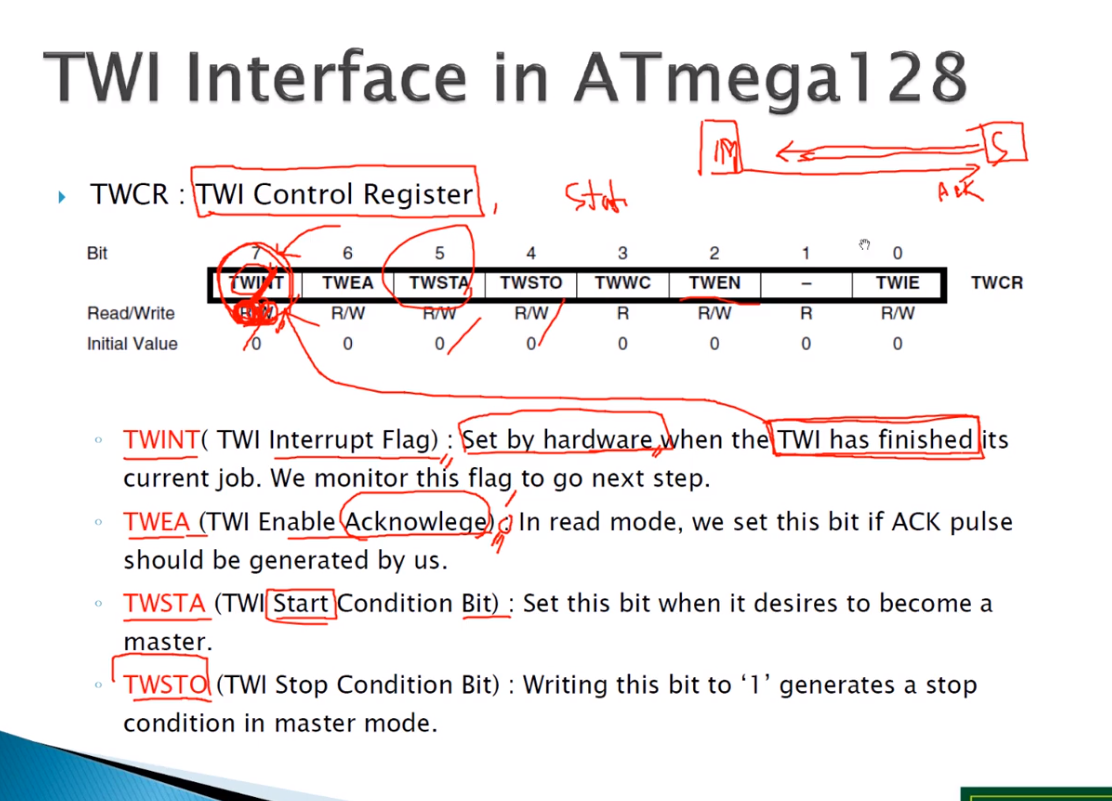 TWI Interface in ATmega128
M S
Ack
TWCR : TWI Control Register,
Bit 7 6 5 4 3 2 1 0
TWINT TWEA TWSTA TWSTO TWWC TWEN – TWIE TWCR
Read/Write R/W R/W R/W R/W R R/W R R/W
Initial Value 0 0 0 0 0 0 0 0
TWINT( TWI Interrupt Flag) : Set by hardware when the TWI has finished its
current job. We monitor this flag to go next step.
TWEA (TWI Enable Acknowlege) : In read mode, we set this bit if ACK pulse
should be generated by us.
TWSTA (TWI Start Condition Bit) : Set this bit when it desires to become a
master.
TWSTO (TWI Stop Condition Bit) : Writing this bit to ‘1’ generates a stop
condition in master mode.